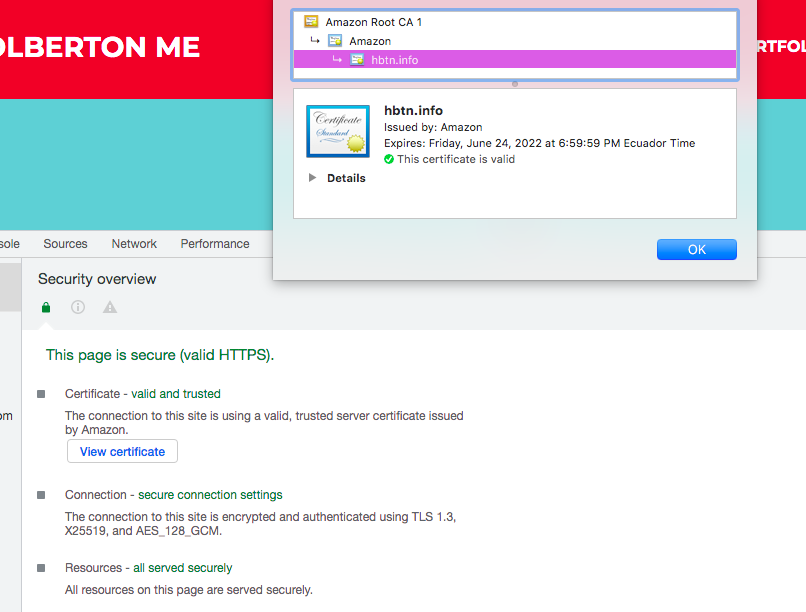 OLBERTON ME
RTFOL
Amazon Root CA 1
Amazon
hbtn.info
Certificate
Standard
hbtn.info
Issued by: Amazon
Expires: Friday, June 24, 2022 at 6:59:59 PM Ecuador Time
This certificate is valid
Details
OK
sole
Sources
Network
Performance
Security overview
This page is secure (valid HTTPS).
om
Certificate - valid and trusted
The connection to this site is using a valid, trusted server certificate issued
by Amazon.
View certificate
Connection - secure connection settings
The connection to this site is encrypted and authenticated using TLS 1.3,
X25519, and AES_128_GCM.
Resources - all served securely
All resources on this page are served securely.